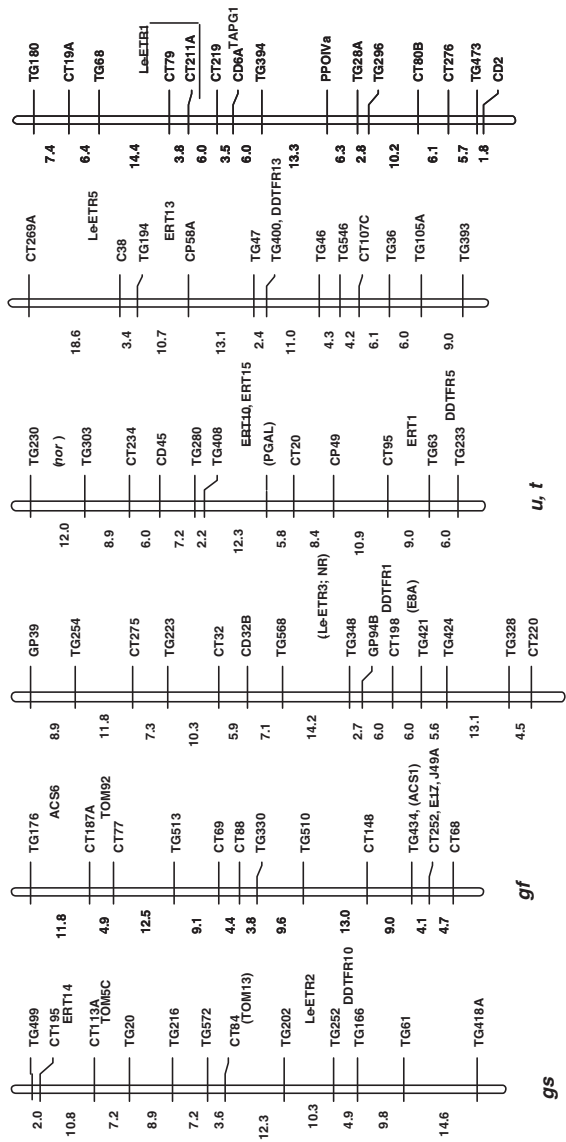 gs
2.0
10.8
7.2
8.9
7.2
3.6
12.3
10.3
4.9
9.8
14.6
TG499
CT195
ERT14
CT113A
TOM5C
TG20
TG216
TG572
CT84
(TOM13)
TG202
Le-ETR2
TG252
DDTFR10
TG166
TG61
TG418A
gf
11.8
4.9
12.5
9.1
4.4
3.8
9.6
13.0
9.0
4.1
4.7
TG176
ACS6
CT187A
TOM92
CT77
TG513
CT69
CT88
TG330
TG510
CT148
TG434, (ACS1)
CT252, E17, J49A
CT68
8.9
11.8
7.3
10.3
5.9
7.1
14.2
2.7
6.0
6.0
5.6
13.1
4.5
GP39
TG254
CT275
TG223
CT32
CD32B
TG568
(Le-ETR3; NR)
TG348
GP94B
DDTFR1
CT198
(E8A)
TG421
TG424
TG328
CT220
u, t
12.0
8.9
6.0
7.2
2.2
12.3
5.8
8.4
10.9
9.0
6.0
TG230
(nor )
TG303
CT234
CD45
TG280
TG408
ERT10, ERT15
(PGAL)
CT20
CP49
CT95
ERT1
TG63
DDTFR5
TG233
18.6
3.4
10.7
13.1
2.4
11.0
4.3
4.2
6.1
6.0
9.0
CT269A
Le-ETR5
C38
TG194
ERT13
CP58A
TG47
TG400, DDTFR13
TG46
TG546
CT107C
TG36
TG105A
TG393
7.4
6.4
14.4
3.8
6.0
3.5
6.0
13.3
6.3
2.8
10.2
6.1
5.7
1.8
TG180
CT19A
TG68
Le-ETR1
CT79
CT211A
CT219
CD6A TAPG1
TG394
PPOIVa
TG28A
TG296
CT80B
CT276
TG473
CD2